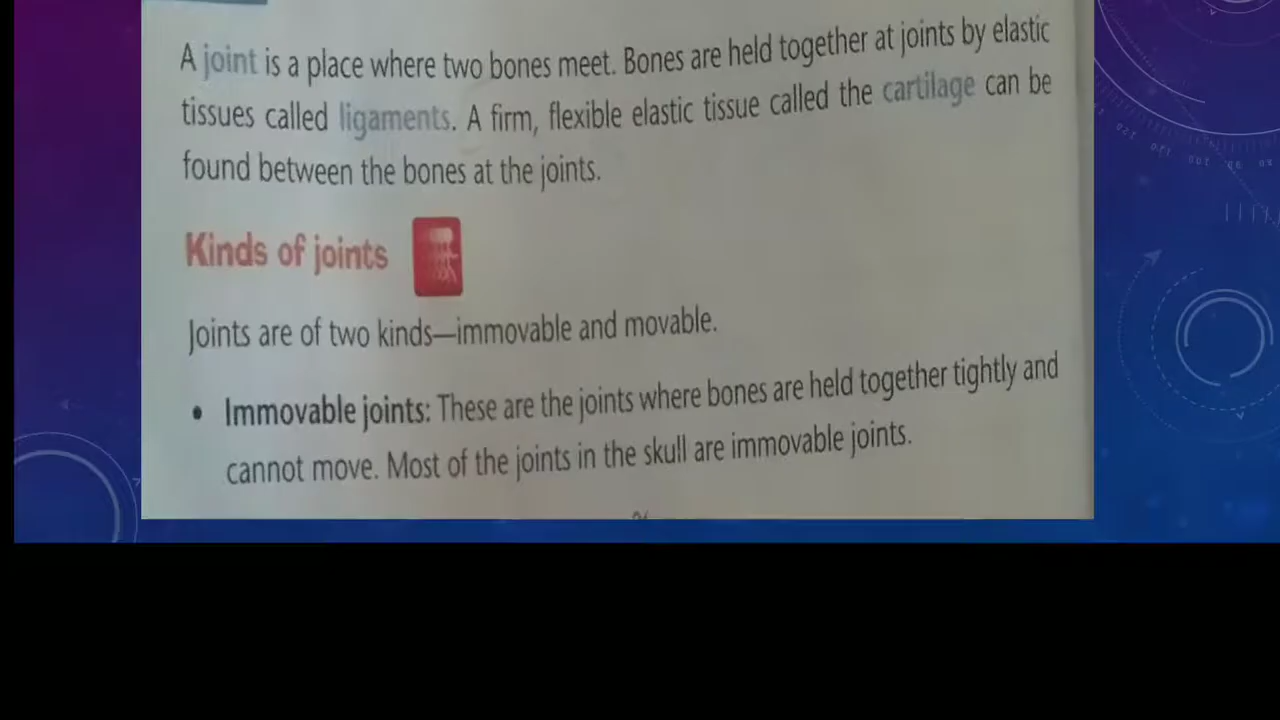 A joint is a place where two bones meet. Bones are held together at joints by elastic
tissues called ligaments. A firm, flexible elastic tissue called the cartilage can be
found between the bones at the joints.
Kinds of joints
Joints are of two kinds—immovable and movable.
• Immovable joints: These are the joints where bones are held together tightly and
cannot move. Most of the joints in the skull are immovable joints.